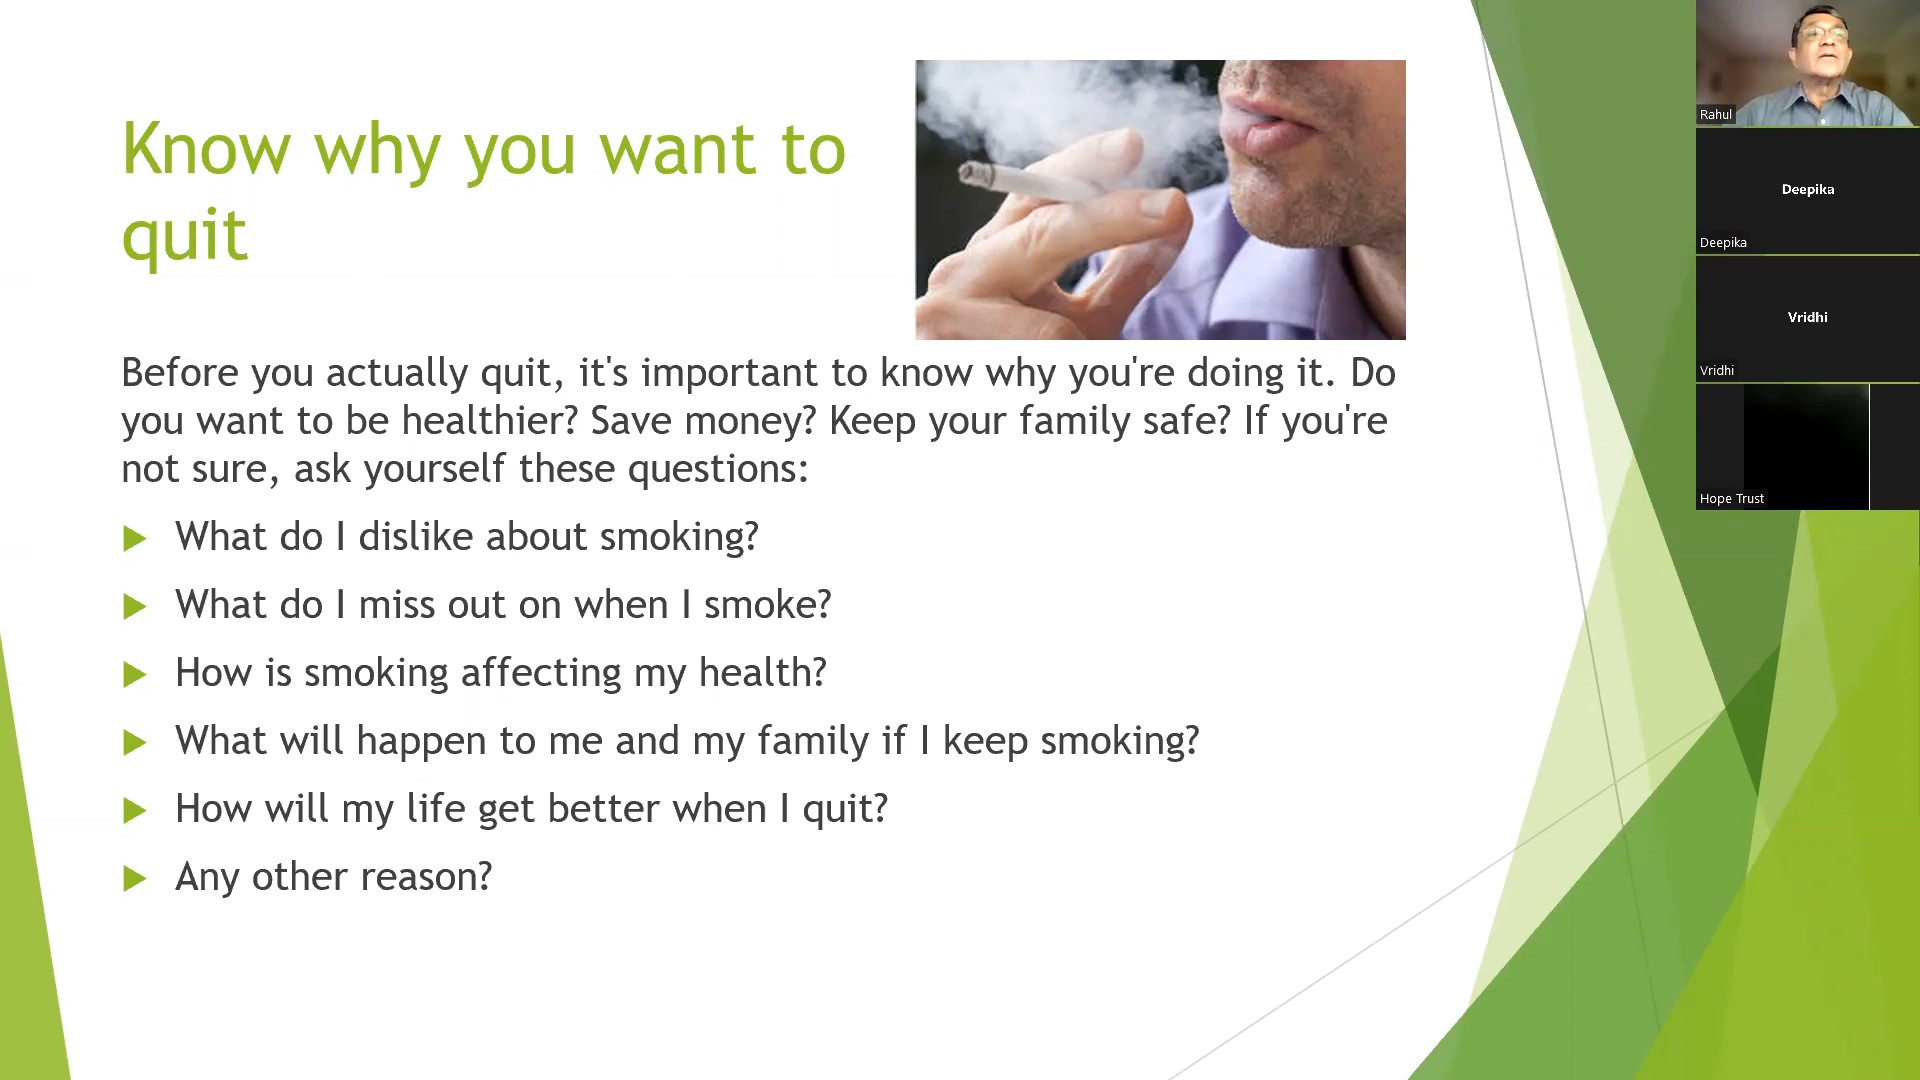 Know why you want to
quit
Before you actually quit, it's important to know why you're doing it. Do
you want to be healthier? Save money? Keep your family safe? If you're
not sure, ask yourself these questions:
What do I dislike about smoking?
What do I miss out on when I smoke?
How is smoking affecting my health?
What will happen to me and my family if I keep smoking?
How will my life get better when I quit?
Any other reason?
Rahul
Deepika
Deepika
Vridhi
Vridhi
Hope Trust